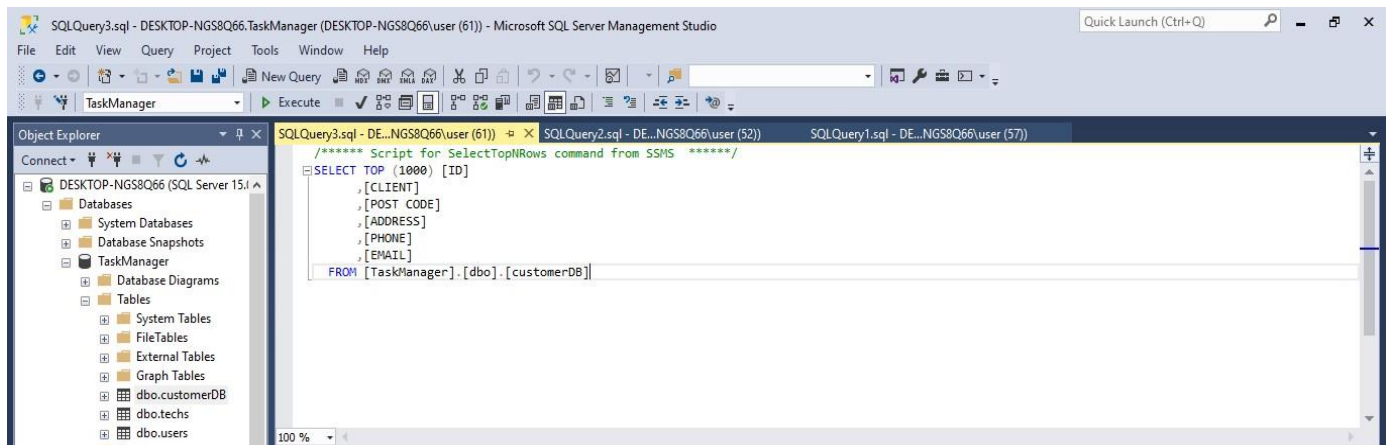 SQLQuery3.sql - DESKTOP-NGS8Q66.TaskManager (DESKTOP-NGS8Q66\user (61)) - Microsoft SQL Server Management Studio
Quick Launch (Ctrl+Q)
File Edit View Query Project Tools Window Help
New Query MDX DMX XMLA DAX
TaskManager Execute
Object Explorer
SQLQuery3.sql - DE...NGS8Q66\user (61)) SQLQuery2.sql - DE...NGS8Q66\user (52)) SQLQuery1.sql - DE...NGS8Q66\user (57))
Connect
DESKTOP-NGS8Q66 (SQL Server 15.
Databases
System Databases
Database Snapshots
TaskManager
Database Diagrams
Tables
System Tables
FileTables
External Tables
Graph Tables
dbo.customerDB
dbo.techs
dbo.users
/****** Script for SelectTopNRows command from SSMS ******/
SELECT TOP (1000) [ID]
,[CLIENT]
,[POST CODE]
,[ADDRESS]
,[PHONE]
,[EMAIL]
FROM [TaskManager].[dbo].[customerDB]
100 %